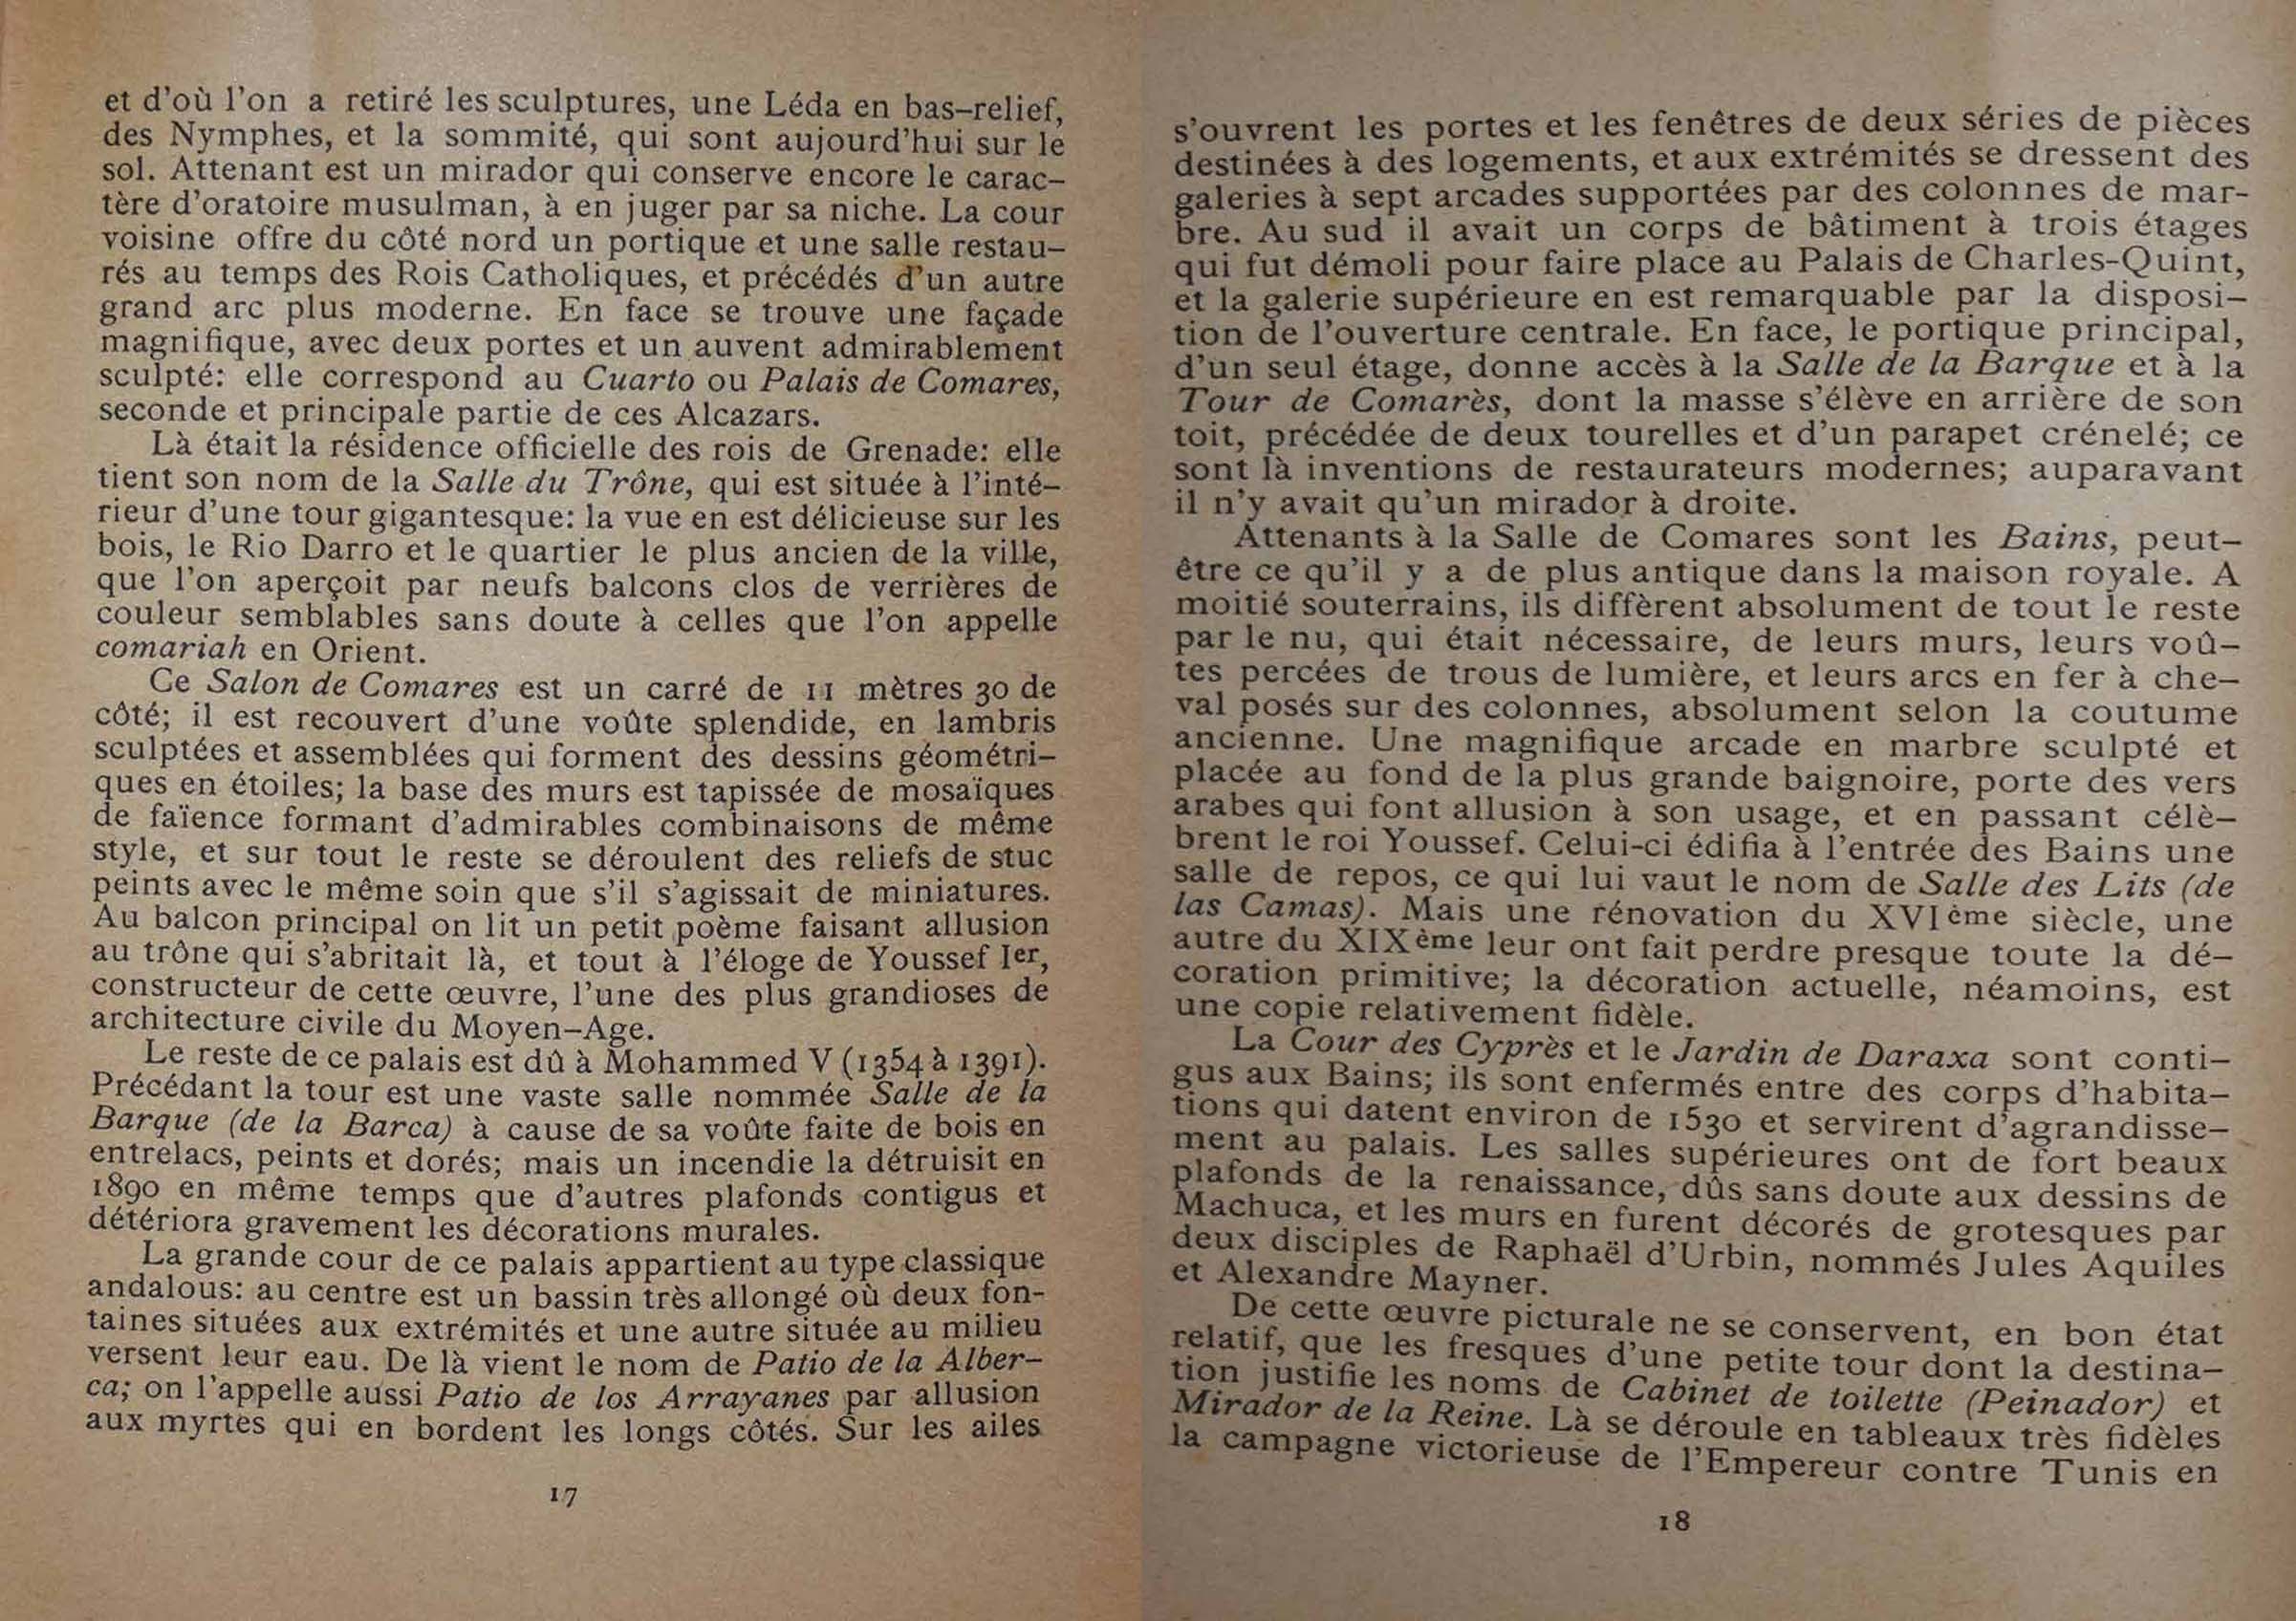 et d'où l'on a retiré les sculptures, une Léda en bas-relief,
des Nymphes, et la sommité, qui sont aujourd'hui sur le
sol. Attenant est un mirador qui conserve encore le carac-
tère d'oratoire musulman, à en juger par sa niche. La cour
voisine offre du côté nord un portique et une salle restau-
rés au temps des Rois Catholiques, et précédés d'un autre
grand arc plus moderne. En face se trouve une façade
magnifique, avec deux portes et un auvent admirablement
sculpté: elle correspond au Cuarto ou Palais de Comares,
seconde et principale partie de ces Alcazars.
Là était la résidence officielle des rois de Grenade: elle
tient son nom de la Salle du Trône, qui est située à l'inté-
rieur d'une tour gigantesque: la vue en est délicieuse sur les
bois, le Rio Darro et le quartier le plus ancien de la ville,
que l'on aperçoit par neufs balcons clos de verrières de
couleur semblables sans doute à celles que l'on appelle
comariah en Orient.
Ce Salon de Comares est un carré de 11 mètres 30 de
côté; il est recouvert d'une voûte splendide, en lambris
sculptées et assemblées qui forment des dessins géométri-
ques en étoiles; la base des murs est tapissée de mosaïques
de faïence formant d'admirables combinaisons de même
style, et sur tout le reste se déroulent des reliefs de stuc
peints avec le même soin que s'il s'agissait de miniatures.
Au balcon principal on lit un petit poème faisant allusion
au trône qui s'abritait là, et tout à l'éloge de Youssef Ier,
constructeur de cette œuvre, l'une des plus grandioses de
architecture civile du Moyen-Age.
Le reste de ce palais est dû à Mohammed V (1354 à 1391).
Précédant la tour est une vaste salle nommée Salle de la
Barque (de la Barca) à cause de sa voûte faite de bois en
entrelacs, peints et dorés; mais un incendie la détruisit en
1890 en même temps que d'autres plafonds contigus et
détériora gravement les décorations murales.
La grande cour de ce palais appartient au type classique
andalous: au centre est un bassin très allongé où deux fon-
taines situées aux extrémités et une autre située au milieu
versent leur eau. De là vient le nom de Patio de la Alber-
ca; on l'appelle aussi Patio de los Arrayanes par allusion
aux myrtes qui en bordent les longs côtés. Sur les ailes
17
s'ouvrent les portes et les fenêtres de deux séries de pièces
destinées à des logements, et aux extrémités se dressent des
galeries à sept arcades supportées par des colonnes de mar-
bre. Au sud il avait un corps de bâtiment à trois étages
qui fut démoli pour faire place au Palais de Charles-Quint,
et la galerie supérieure en est remarquable par la disposi-
tion de l'ouverture centrale. En face, le portique principal,
d'un seul étage, donne accès à la Salle de la Barque et à la
Tour de Comarès, dont la masse s'élève en arrière de son
toit, précédée de deux tourelles et d'un parapet crénelé; ce
sont là inventions de restaurateurs modernes; auparavant
il n'y avait qu'un mirador à droite.
Attenants à la Salle de Comares sont les Bains, peut-
être ce qu'il y a de plus antique dans la maison royale. A
moitié souterrains, ils diffèrent absolument de tout le reste
par le nu, qui était nécessaire, de leurs murs, leurs voû-
tes percées de trous de lumière, et leurs arcs en fer à che-
val posés sur des colonnes, absolument selon la coutume
ancienne. Une magnifique arcade en marbre sculpté et
placée au fond de la plus grande baignoire, porte des vers
arabes qui font allusion à son usage, et en passant célè-
brent le roi Youssef. Celui-ci édifia à l'entrée des Bains une
salle de repos, ce qui lui vaut le nom de Salle des Lits (de
las Camas). Mais une rénovation du XVIème siècle, une
autre du XIXème leur ont fait perdre presque toute la dé-
coration primitive; la décoration actuelle, néamoins, est
une copie relativement fidèle.
La Cour des Cyprès et le Jardin de Daraxa sont conti-
gus aux Bains; ils sont enfermés entre des corps d'habita-
tions qui datent environ de 1530 et servirent d'agrandisse-
ment au palais. Les salles supérieures ont de fort beaux
plafonds de la renaissance, dûs sans doute aux dessins de
Machuca, et les murs en furent décorés de grotesques par
deux disciples de Raphaël d'Urbin, nommés Jules Aquiles
et Alexandre Mayner.
De cette œuvre picturale ne se conservent, en bon état
relatif, que les fresques d'une petite tour dont la destina-
tion justifie les noms de Cabinet de toilette (Peinador) et
Mirador de la Reine. Là se déroule en tableaux très fidèles
la campagne victorieuse de l'Empereur contre Tunis en
18